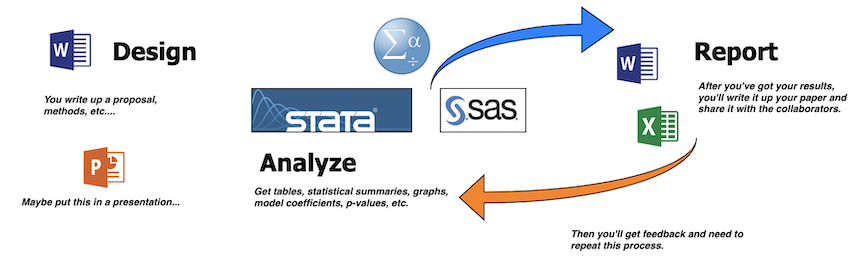 W Design
You write up a proposal,
methods, etc....
P
Maybe put this in a presentation...
Σ α ÷
STATA
S.sas.
Analyze
Get tables, statistical summaries, graphs,
model coefficients, p-values, etc.
W Report
After you've got your results,
you'll write it up your paper and
share it with the collaborators.
X
Then you'll get feedback and need to
repeat this process.